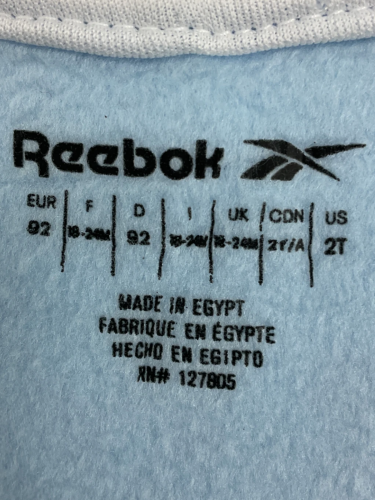 Reebok
EUR F D I UK CDN US
92 18-24M 92 18-24M 18-24M 2Y/A 2T
MADE IN EGYPT
FABRIQUE EN ÉGYPTE
HECHO EN EGIPTO
RN# 127805